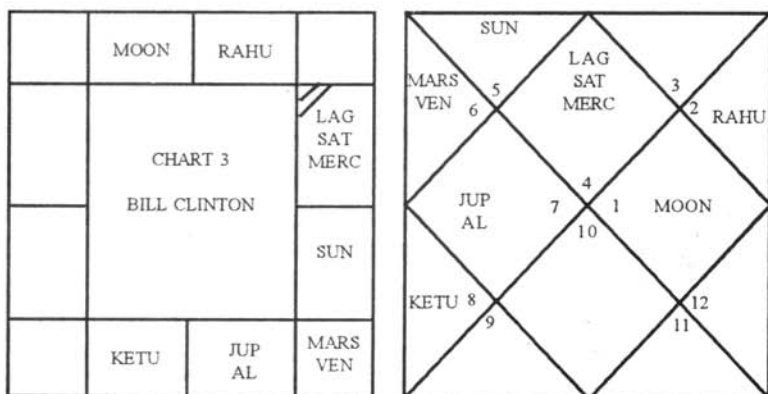 MOON RAHU
LAG
SAT
MERC
CHART 3
BILL CLINTON
SUN
KETU
JUP
AL
MARS
VEN
SUN
LAG
SAT
MERC
MARS
VEN
5
6
3
2
RAHU
JUP
AL
4
7 1
10
MOON
KETU
8
9
12
11